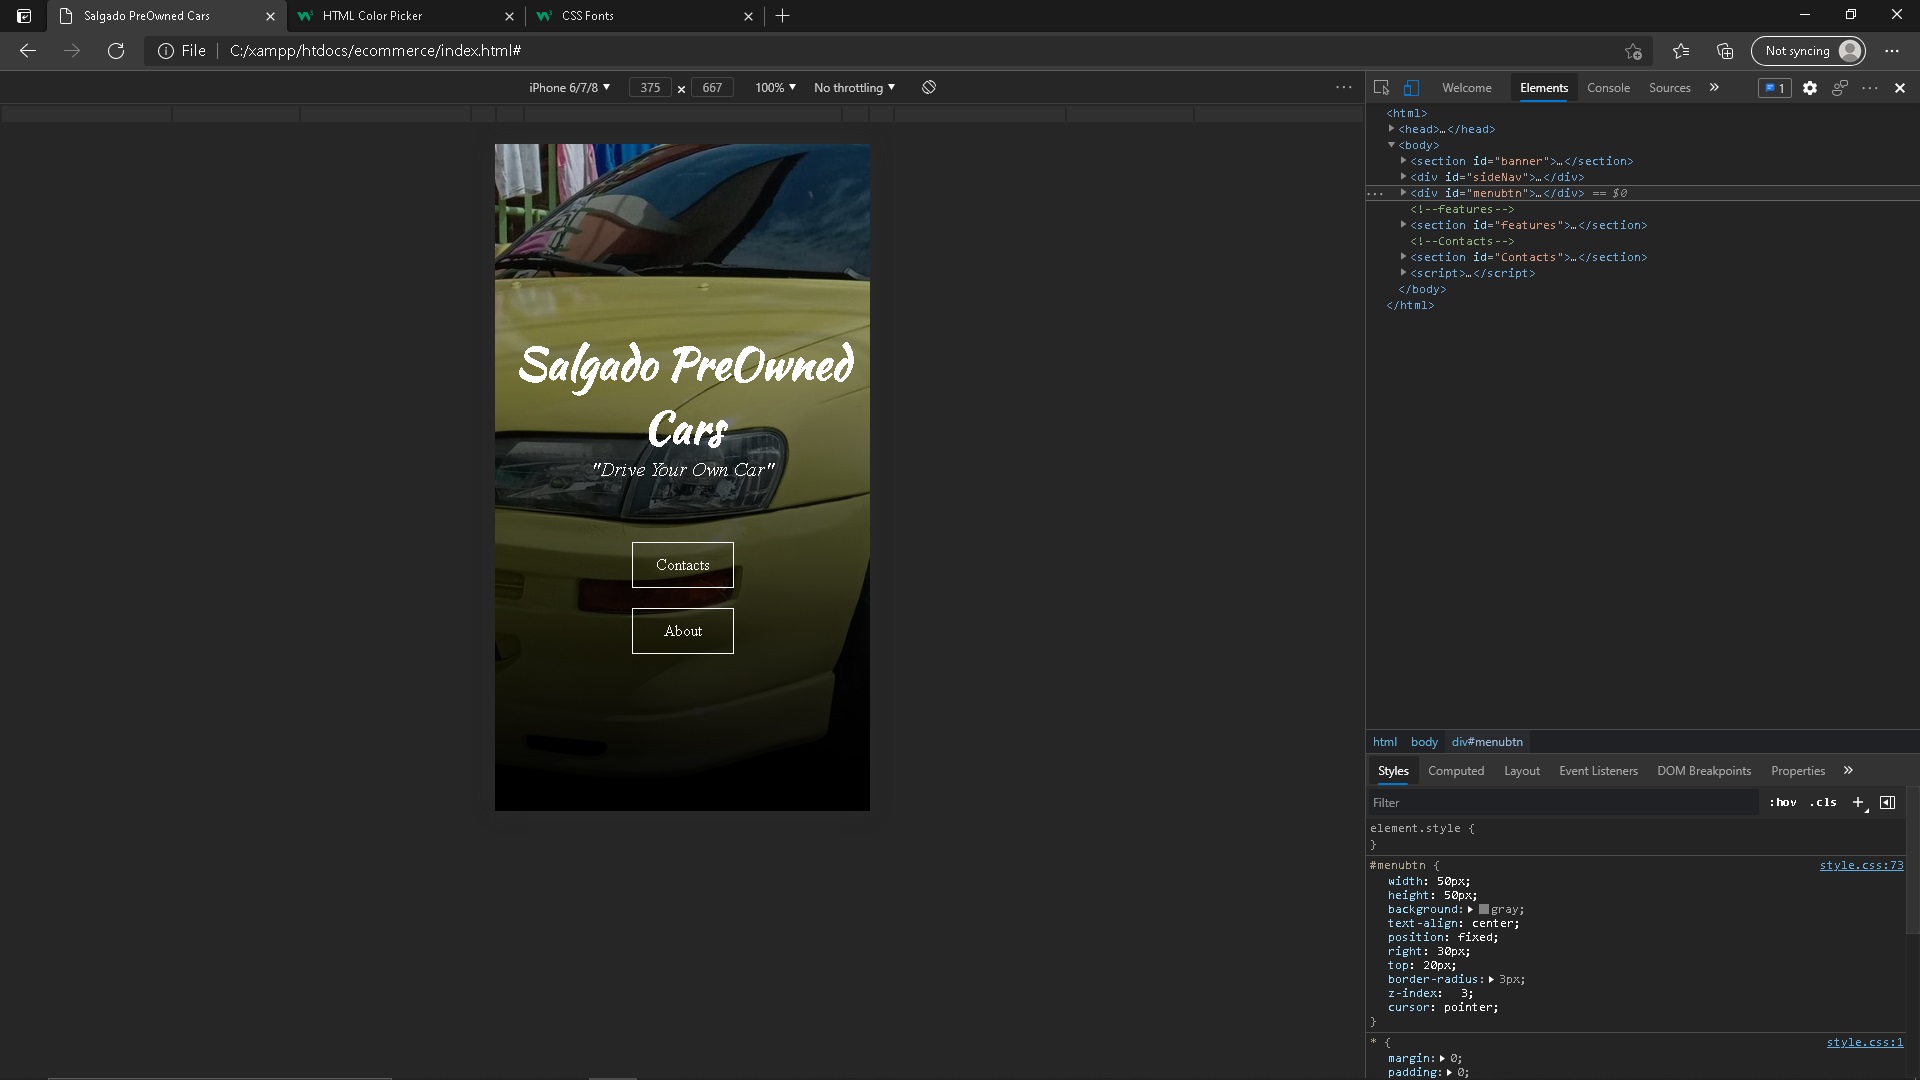 Salgado PreOwned Cars
HTML Color Picker
CSS Fonts
File
C:/xampp/htdocs/ecommerce/index.html#
Not syncing
iPhone 6/7/8
375 × 667
100%
No throttling
Welcome
Elements
Console
Sources
1
<html>
<head>…</head>
<body>
<section id="banner">…</section>
<div id="sideNav">…</div>
<div id="menubtn">…</div> == $0
<!--features-->
<section id="features">…</section>
<!--Contacts-->
<section id="Contacts">…</section>
<script>…</script>
</body>
</html>
Salgado PreOwned
Cars
"Drive Your Own Car"
Contacts
About
html body div#menubtn
Styles Computed Layout Event Listeners DOM Breakpoints Properties
Filter
:hov .cls
element.style {
}
#menubtn {
style.css:73
width: 50px;
height: 50px;
background: gray;
text-align: center;
position: fixed;
right: 30px;
top: 20px;
border-radius: 3px;
z-index: 3;
cursor: pointer;
}
* {
style.css:1
margin: 0;
padding: 0;